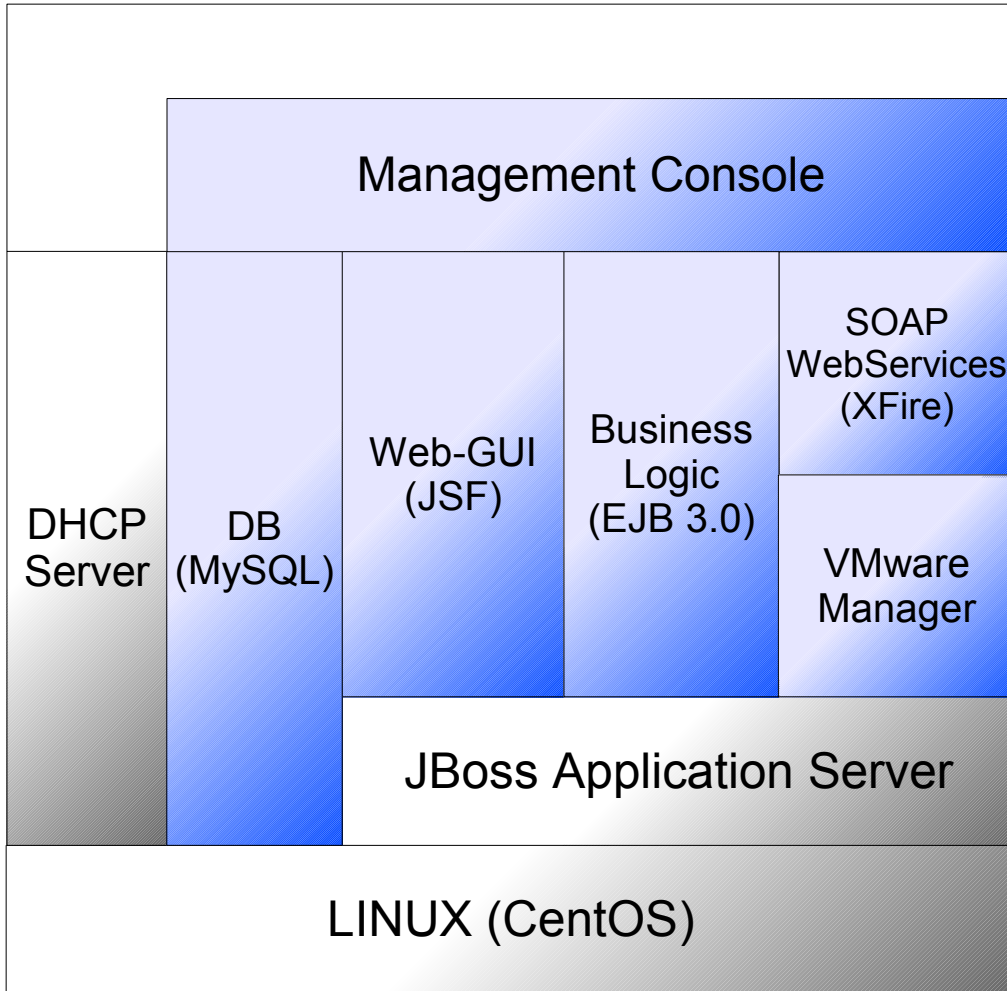 Management Console
DHCP
Server
DB
(MySQL)
Web-GUI
(JSF)
Business
Logic
(EJB 3.0)
SOAP
WebServices
(XFire)
VMware
Manager
JBoss Application Server
LINUX (CentOS)